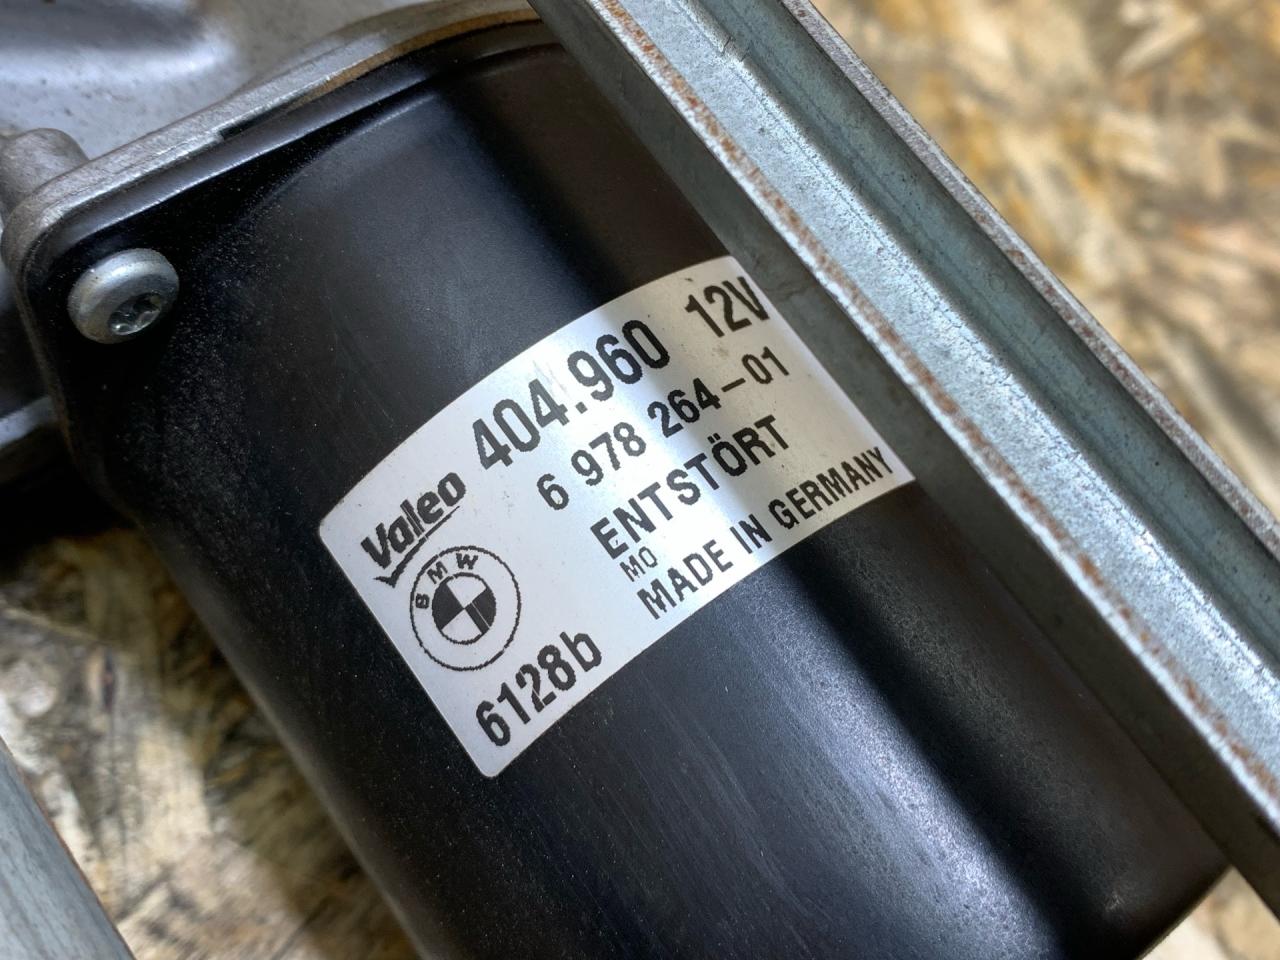 Valeo 404.960 12V
6 978 264-01
ENTSTÖRT
MO
MADE IN GERMANY
BMW
6128b